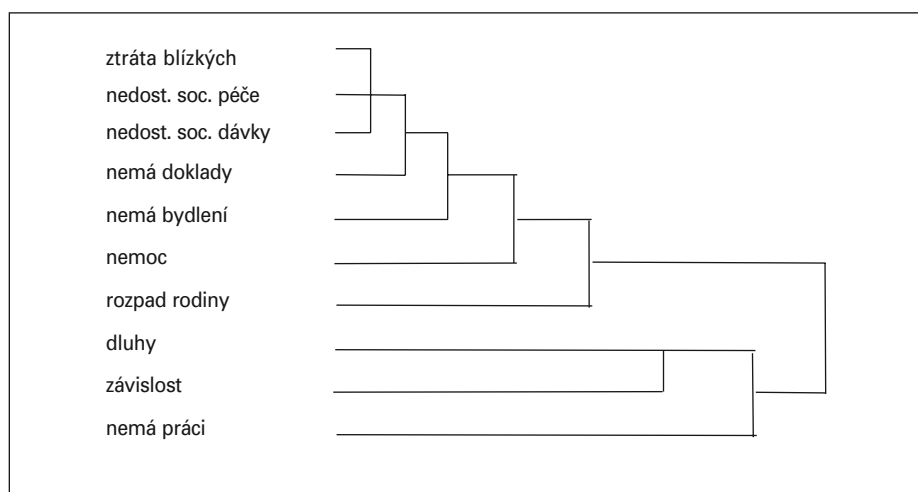 ztráta blízkých
nedost. soc. péče
nedost. soc. dávky
nemá doklady
nemá bydlení
nemoc
rozpad rodiny
dluhy
závislost
nemá práci